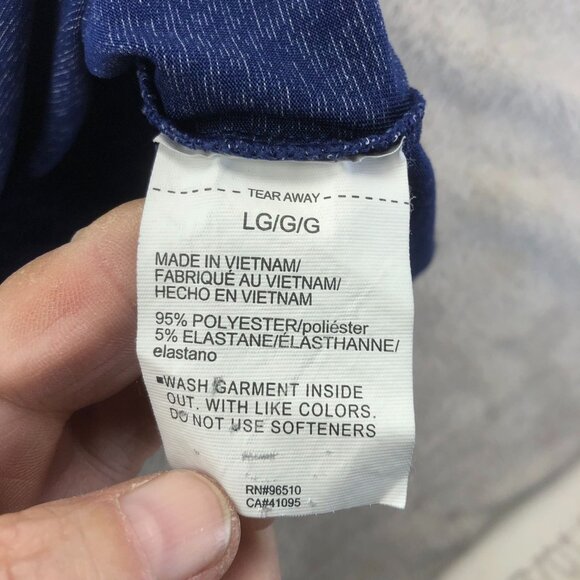 TEAR AWAY
LG/G/G
MADE IN VIETNAM/
FABRIQUÉ AU VIETNAM/
HECHO EN VIETNAM
95% POLYESTER/poliéster
5% ELASTANE/ÉLASTHANNE/
elastano
▪WASH GARMENT INSIDE
OUT. WITH LIKE COLORS.
DO NOT USE SOFTENERS
RN#96510
CA#41095